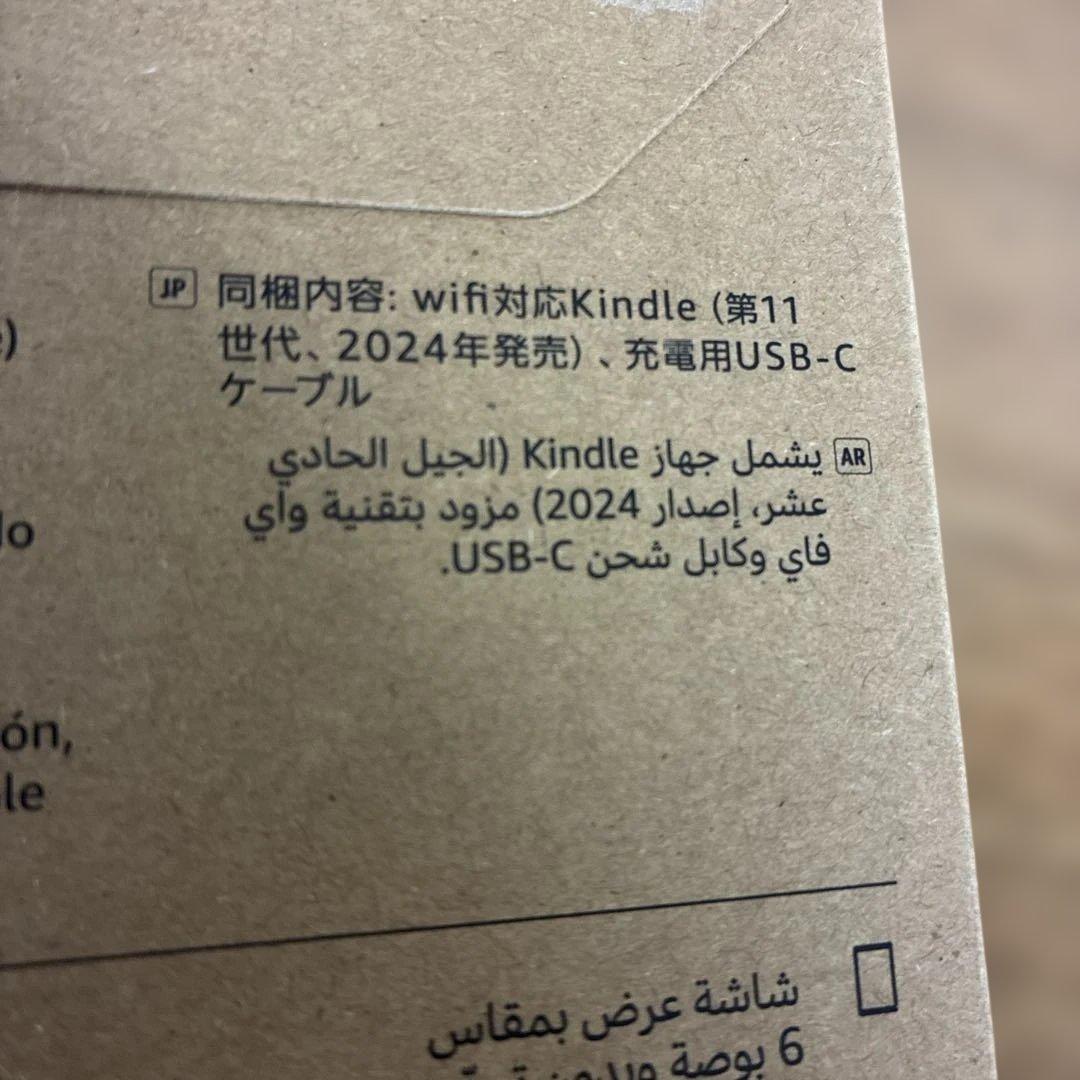 JP 同梱内容: wifi対応Kindle (第11
世代、2024年発売)、充電用USB-C
ケーブル
AR يشمل جهاز Kindle (الجيل الحادي
عشر، إصدار 2024) مزود بتقنية واي
فاي وكابل شحن USB-C.
شاشة عرض بمقاس
6 بوصة